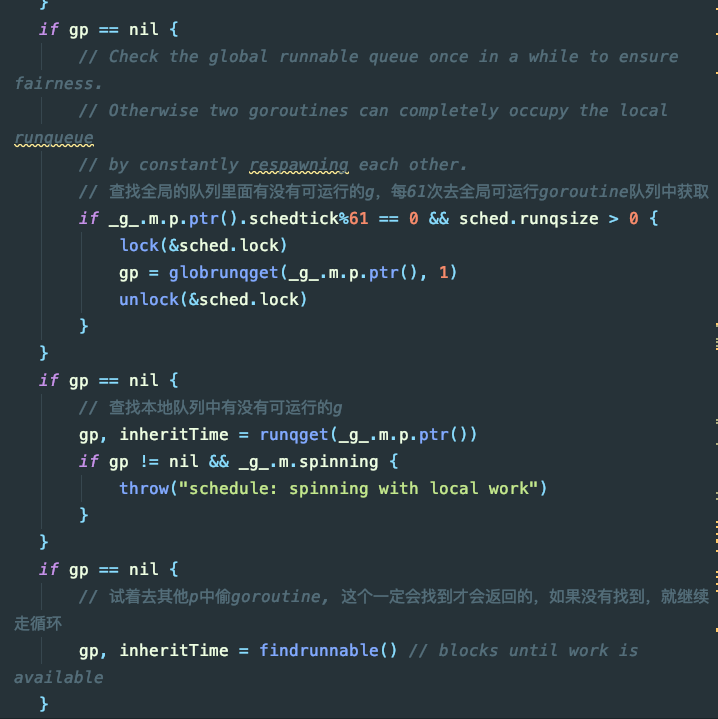 }
if gp == nil {
// Check the global runnable queue once in a while to ensure
fairness.
// Otherwise two goroutines can completely occupy the local
runqueue
// by constantly respawning each other.
// 查找全局的队列里面有没有可运行的g，每61次去全局可运行goroutine队列中获取
if _g_.m.p.ptr().schedtick%61 == 0 && sched.runqsize > 0 {
lock(&sched.lock)
gp = globrunqget(_g_.m.p.ptr(), 1)
unlock(&sched.lock)
}
}
if gp == nil {
// 查找本地队列中有没有可运行的g
gp, inheritTime = runqget(_g_.m.p.ptr())
if gp != nil && _g_.m.spinning {
throw("schedule: spinning with local work")
}
}
if gp == nil {
// 试着去其他p中偷goroutine, 这个一定会找到才会返回的，如果没有找到，就继续
走循环
gp, inheritTime = findrunnable() // blocks until work is
available
}